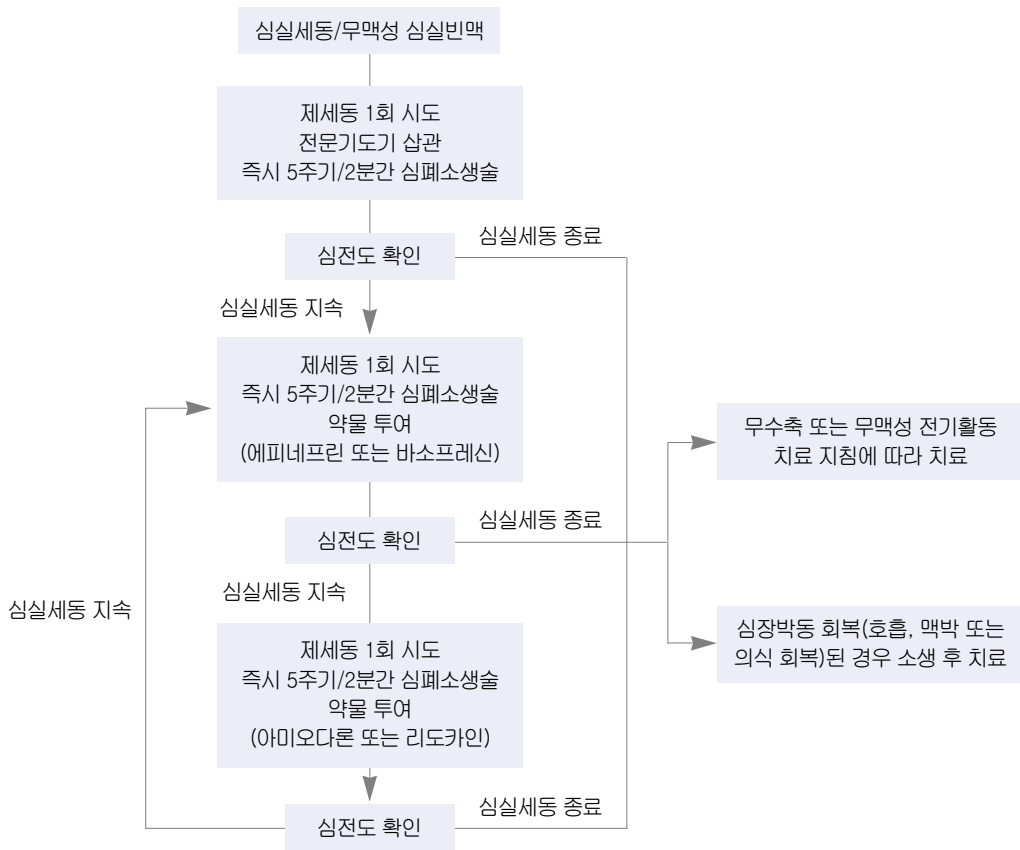 심실세동/무맥성 심실빈맥
제세동 1회 시도
전문기도기 삽관
즉시 5주기/2분간 심폐소생술
심전도 확인
심실세동 종료
심실세동 지속
제세동 1회 시도
즉시 5주기/2분간 심폐소생술
약물 투여
(에피네프린 또는 바소프레신)
무수축 또는 무맥성 전기활동
치료 지침에 따라 치료
심전도 확인
심실세동 종료
심실세동 지속
심실세동 지속
심장박동 회복(호흡, 맥박 또는
의식 회복)된 경우 소생 후 치료
제세동 1회 시도
즉시 5주기/2분간 심폐소생술
약물 투여
(아미오다론 또는 리도카인)
심전도 확인
심실세동 종료